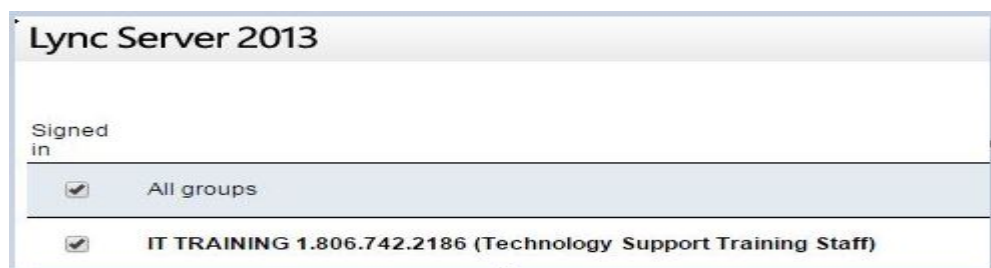 Lync Server 2013
Signed
in
All groups
IT TRAINING 1.806.742.2186 (Technology Support Training Staff)